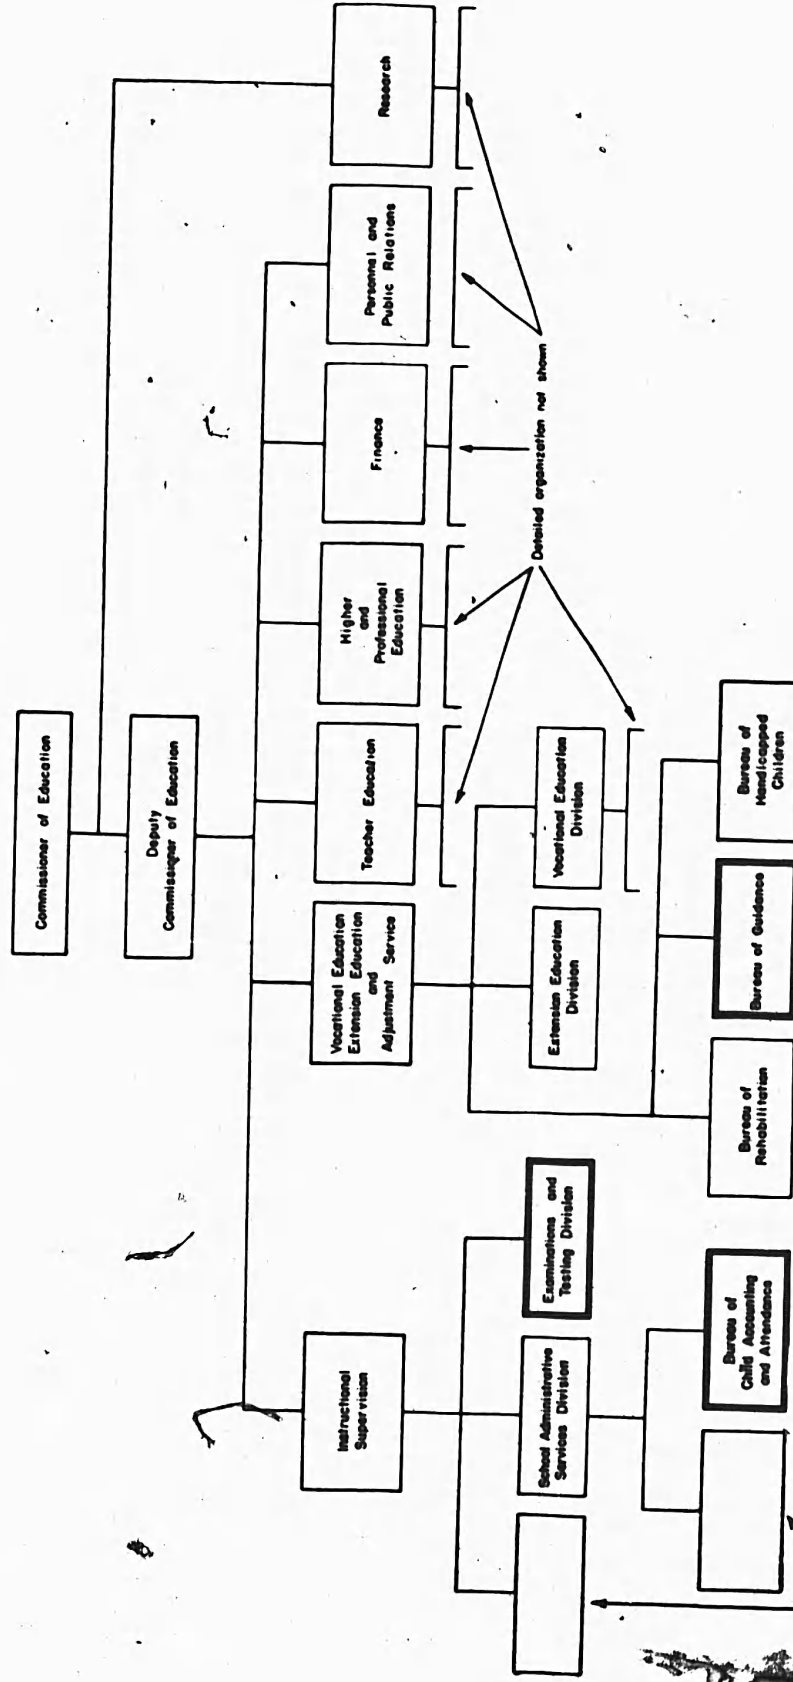 Commissioner of Education
Deputy
Commissioner of Education
Instructional
Supervision
Vocational Education
Extension Education
and
Adjustment Service
Teacher Education
Higher
and
Professional
Education
Finance
Personnel and
Public Relations
Research
School Administrative
Services Division
Examinations and
Testing Division
Extension Education
Division
Vocational Education
Division
Detailed organization not shown
Bureau of
Child Accounting
and Attendance
Bureau of
Rehabilitation
Bureau of Guidance
Bureau of
Handicapped
Children